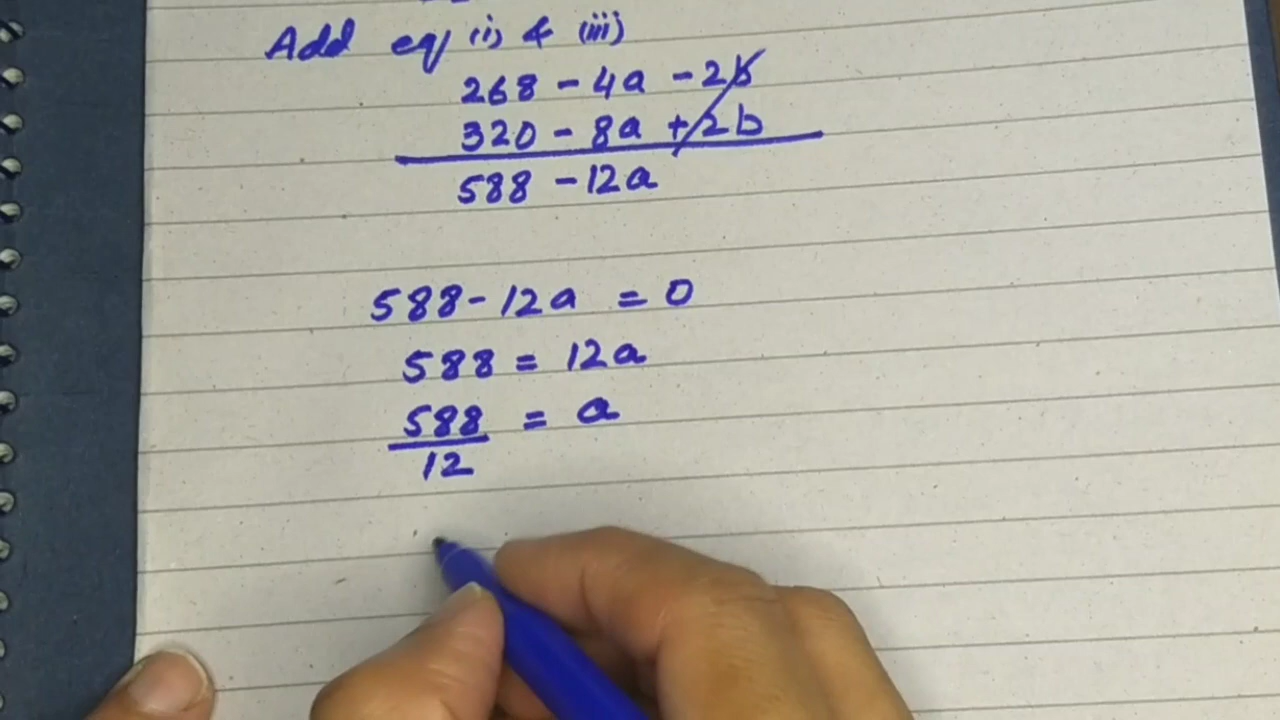 Add eq (i) & (iii)
268 - 4a - 2b
320 - 8a + 2b
588 - 12a
588 - 12a = 0
588 = 12a
588/12 = a